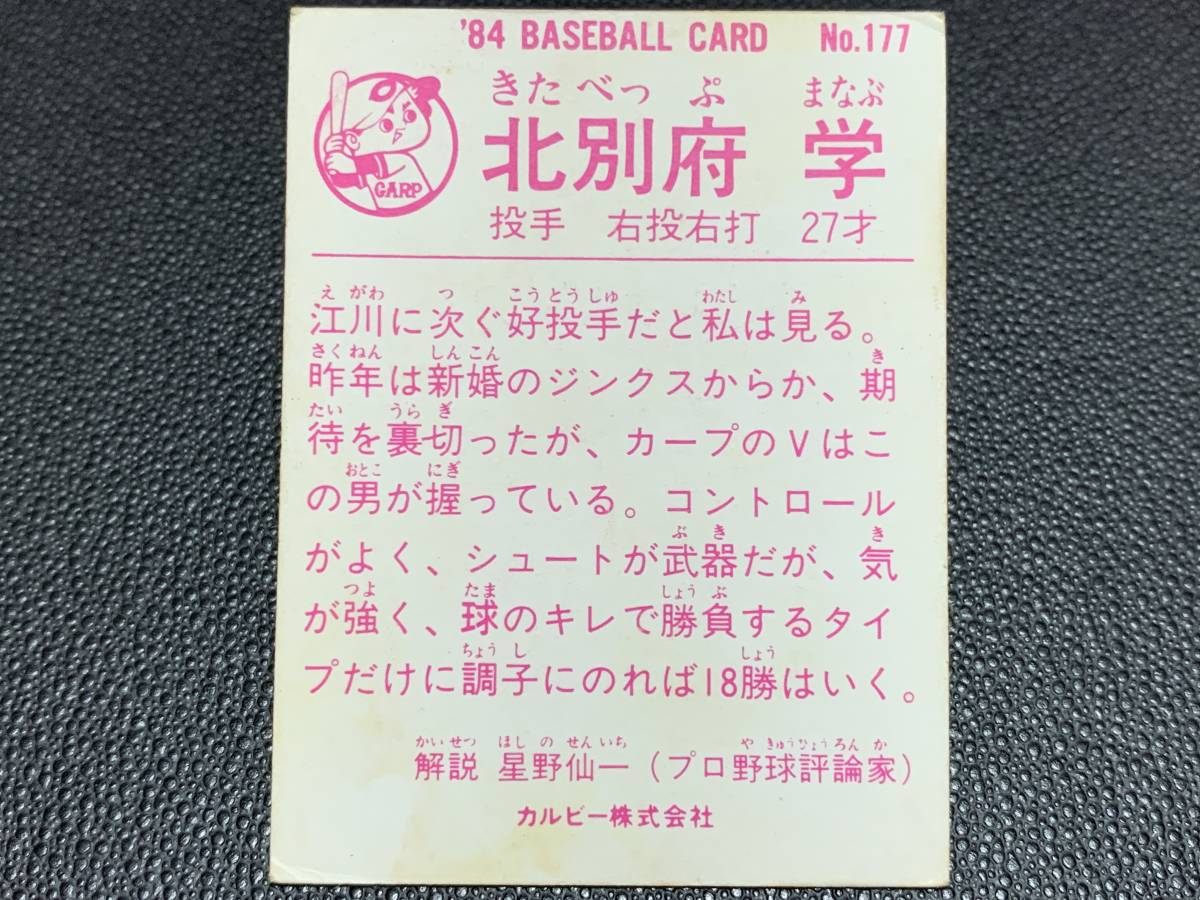 '84 BASEBALL CARD No.177
きたべっぷ まなぶ
北別府 学
CARP
投手 右投右打 27才
えがわ つ こうとうしゅ わたし み
江川に次ぐ好投手だと私は見る。
さくねん しんこん き
昨年は新婚のジンクスからか、期
たい うらぎ
待を裏切ったが、カープのVはこ
おとこ にぎ
の男が握っている。コントロール
ぶき き
がよく、シュートが武器だが、気
つよ たま しょうぶ
が強く、球のキレで勝負するタイ
ちょうし しょう
プだけに調子にのれば18勝はいく。
かいせつ ほしのせんいち やきゅうひょうろんか
解説 星野仙一(プロ野球評論家)
カルビー株式会社